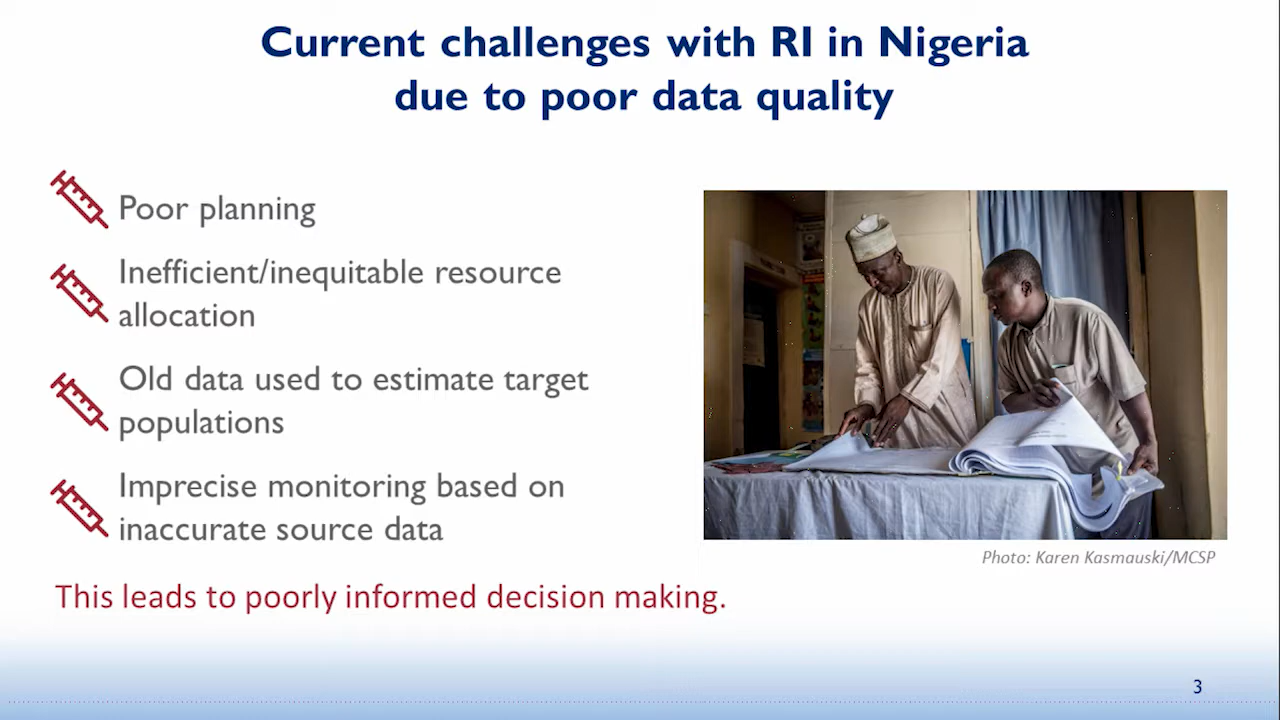 Current challenges with RI in Nigeria
due to poor data quality
Poor planning
Inefficient/inequitable resource
allocation
Old data used to estimate target
populations
Imprecise monitoring based on
inaccurate source data
Photo: Karen Kasmauski/MCSP
This leads to poorly informed decision making.
3